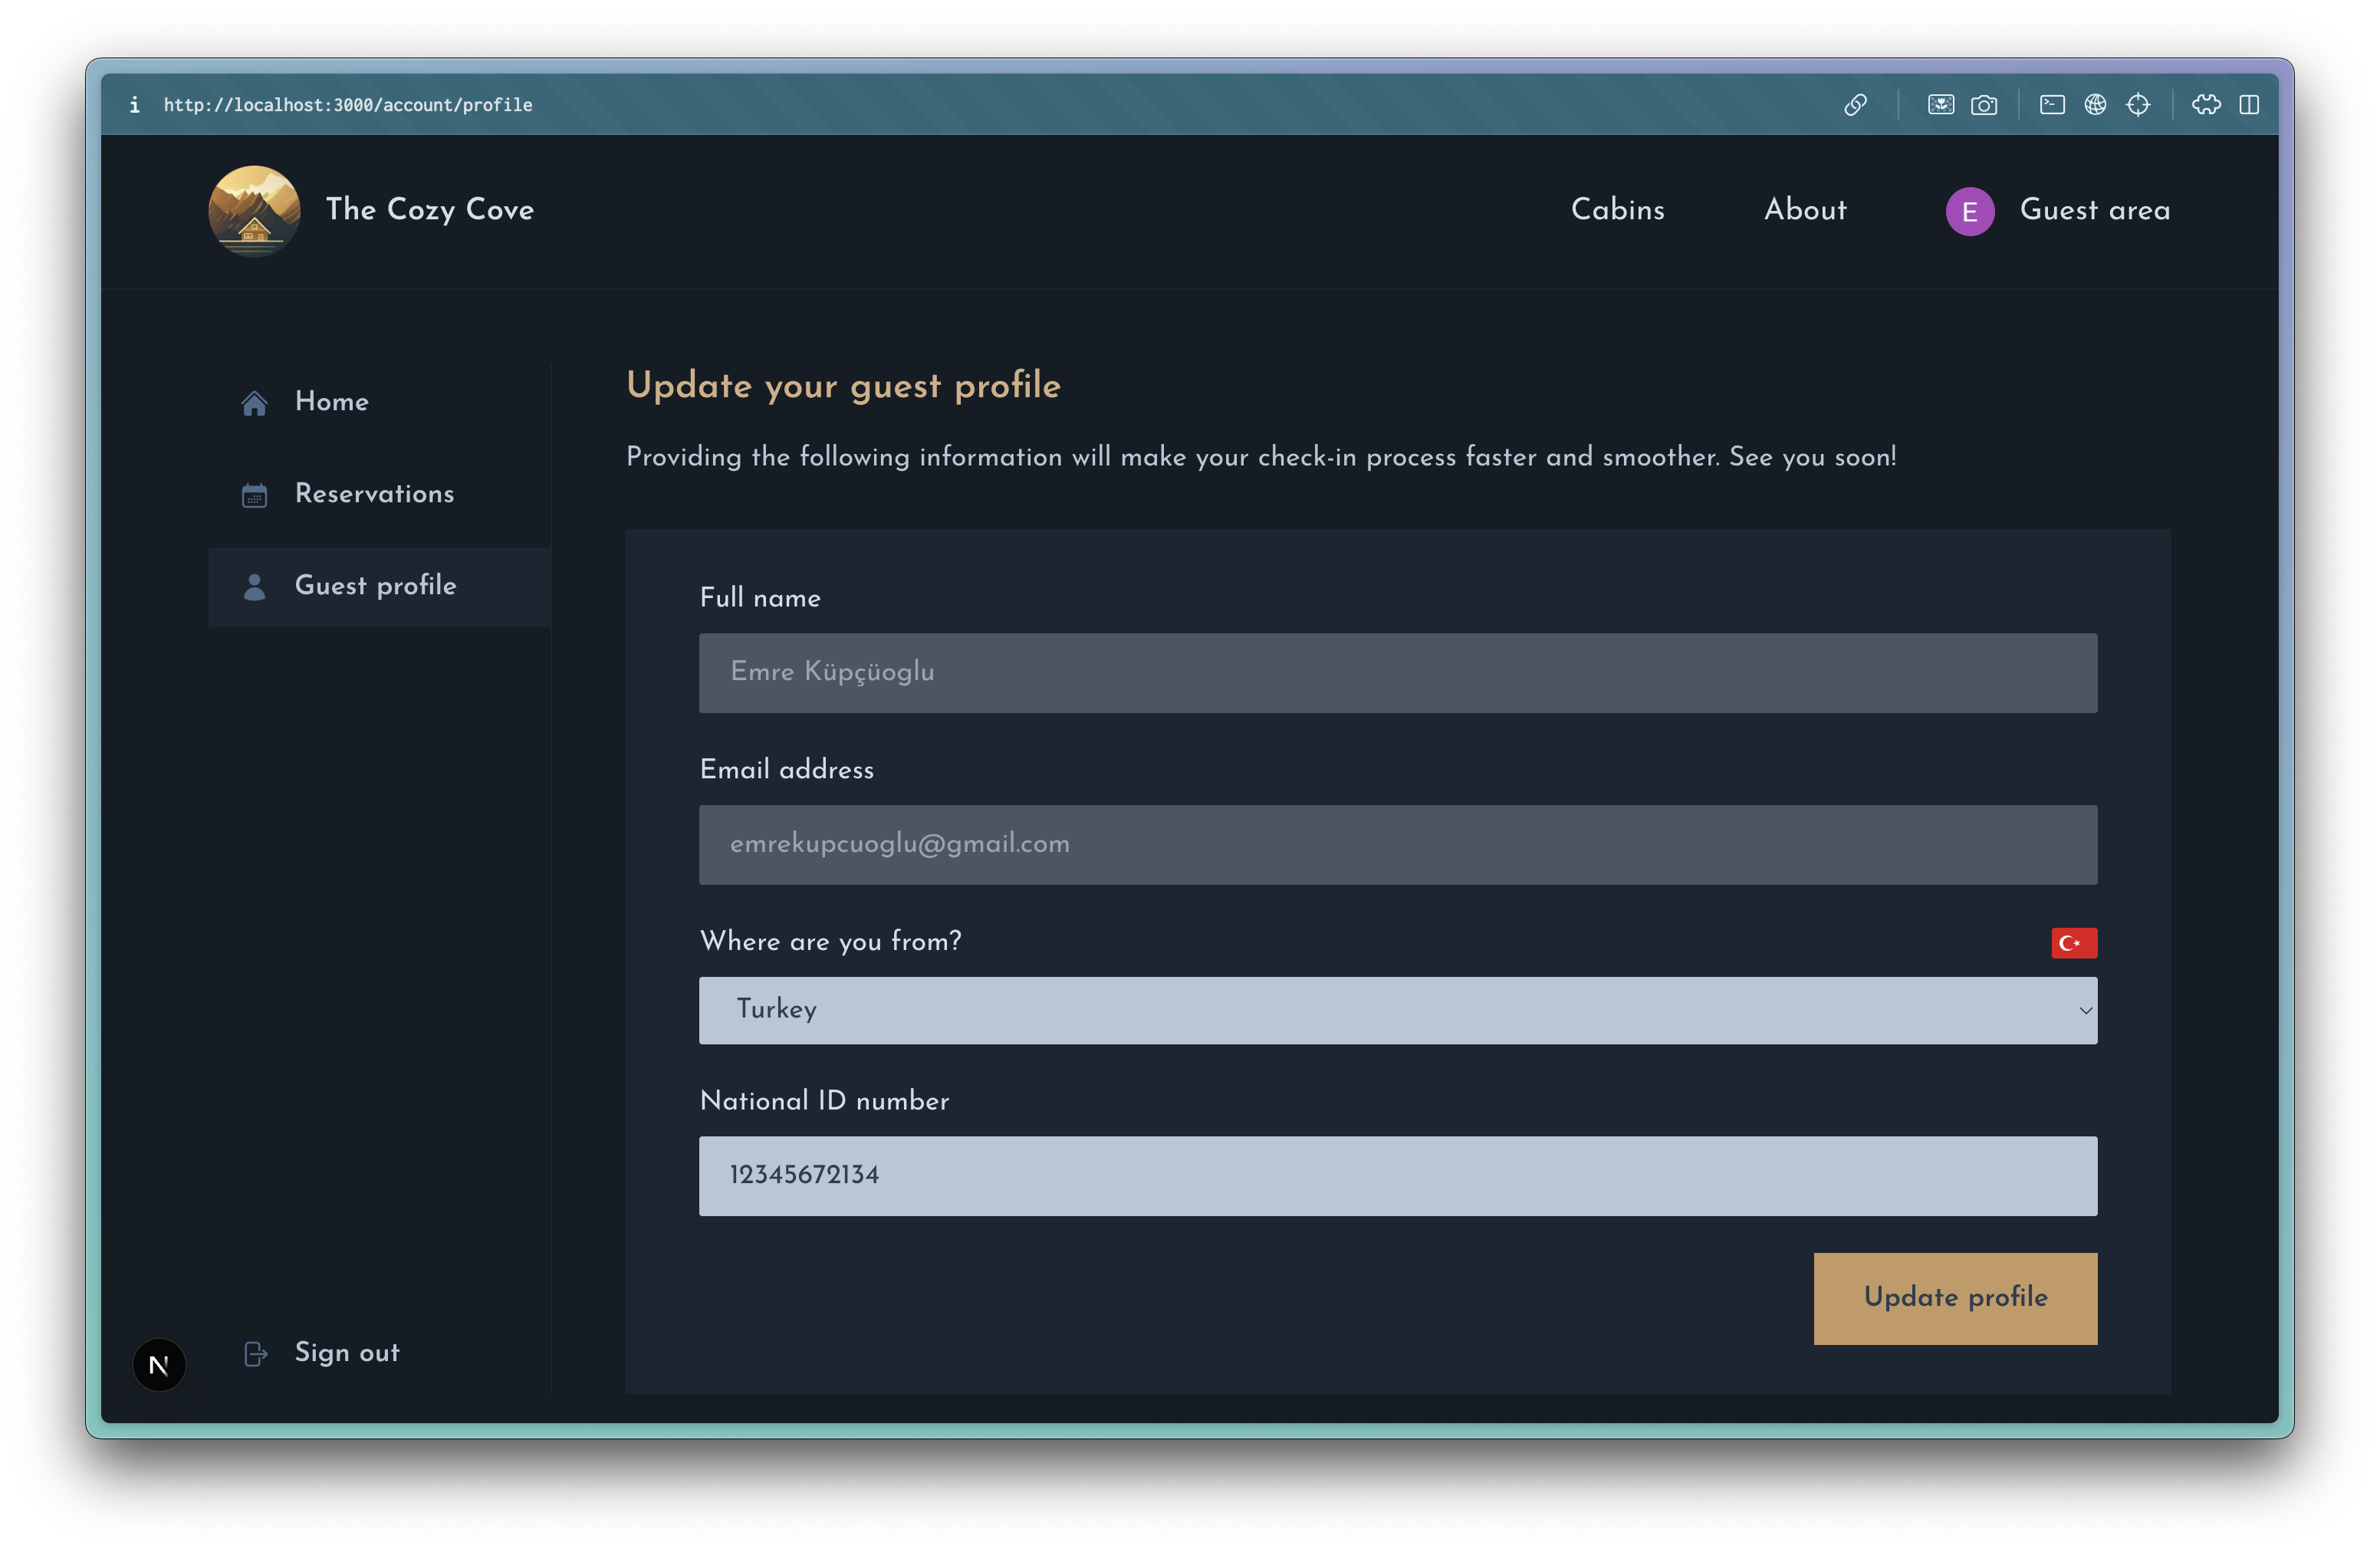 i http://localhost:3000/account/profile
The Cozy Cove
Cabins
About
E
Guest area
Home
Reservations
Guest profile
Sign out
N
Update your guest profile
Providing the following information will make your check-in process faster and smoother. See you soon!
Full name
Emre Küpçüoglu
Email address
emrekupcuoglu@gmail.com
Where are you from?
Turkey
National ID number
12345672134
Update profile